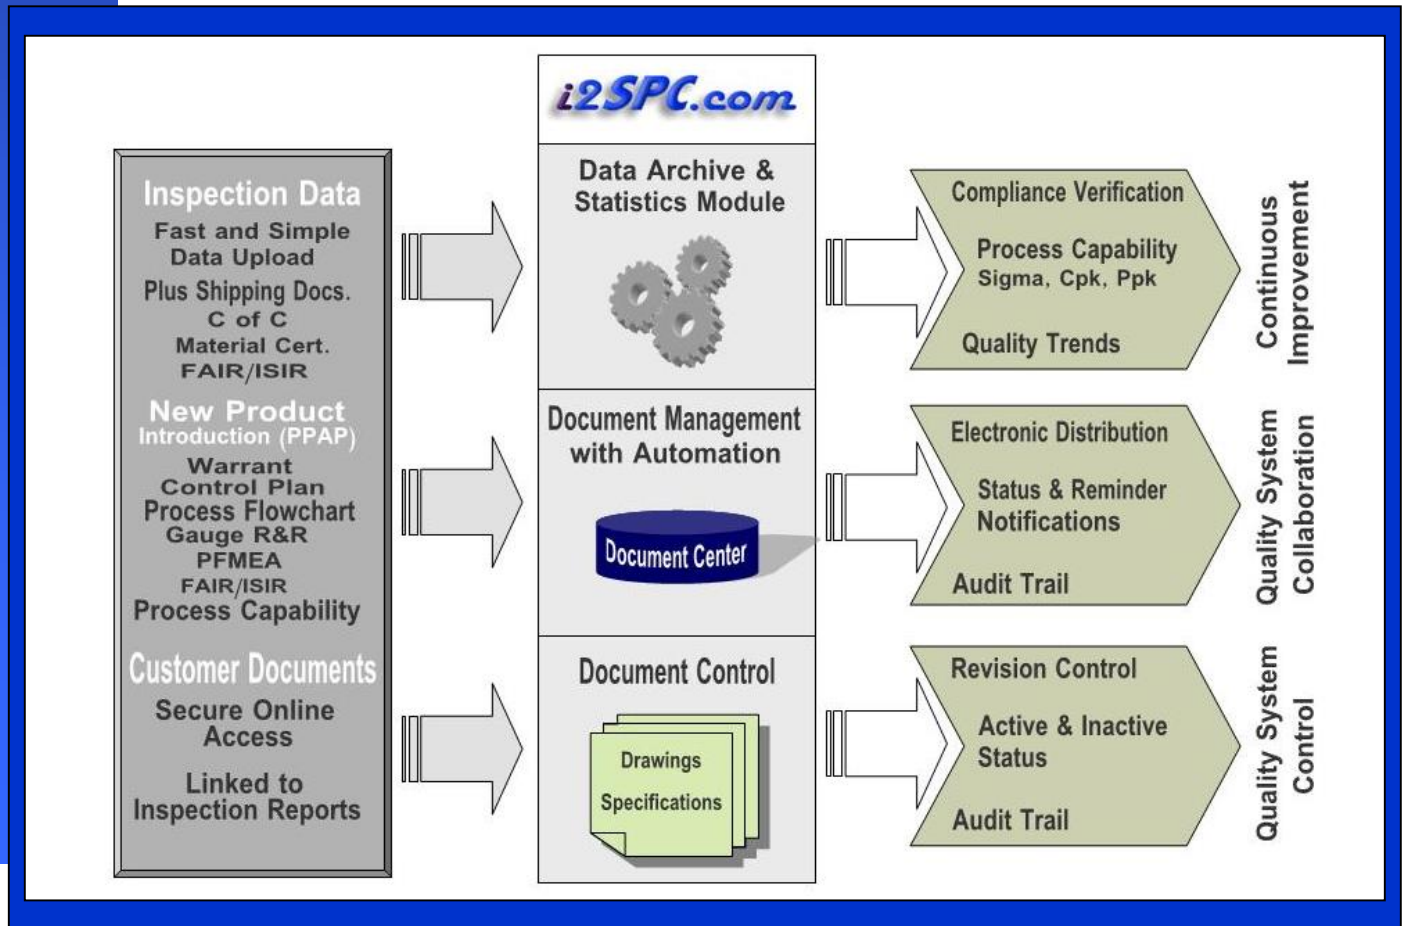 i2SPC.com
Inspection Data
Fast and Simple
Data Upload
Plus Shipping Docs.
C of C
Material Cert.
FAIR/ISIR
New Product
Introduction (PPAP)
Warrant
Control Plan
Process Flowchart
Gauge R&R
PFMEA
FAIR/ISIR
Process Capability
Customer Documents
Secure Online
Access
Linked to
Inspection Reports
Data Archive &
Statistics Module
Document Management
with Automation
Document Center
Document Control
Drawings
Specifications
Compliance Verification
Process Capability
Sigma, Cpk, Ppk
Quality Trends
Continuous
Improvement
Electronic Distribution
Status & Reminder
Notifications
Audit Trail
Quality System
Collaboration
Revision Control
Active & Inactive
Status
Audit Trail
Quality System
Control